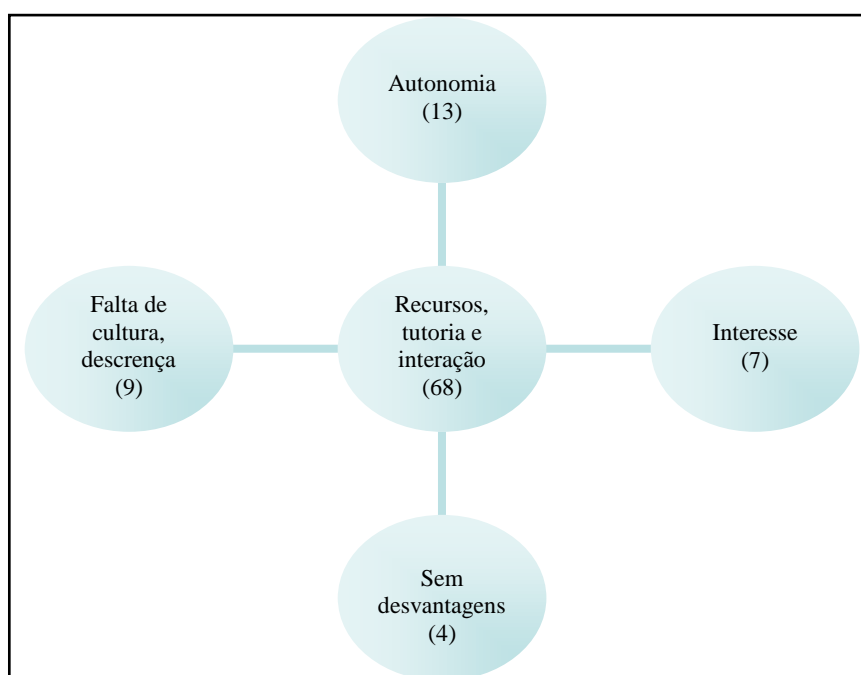 Autonomia
(13)
Falta de
cultura,
descrença
(9)
Recursos,
tutoria e
interação
(68)
Interesse
(7)
Sem
desvantagens
(4)